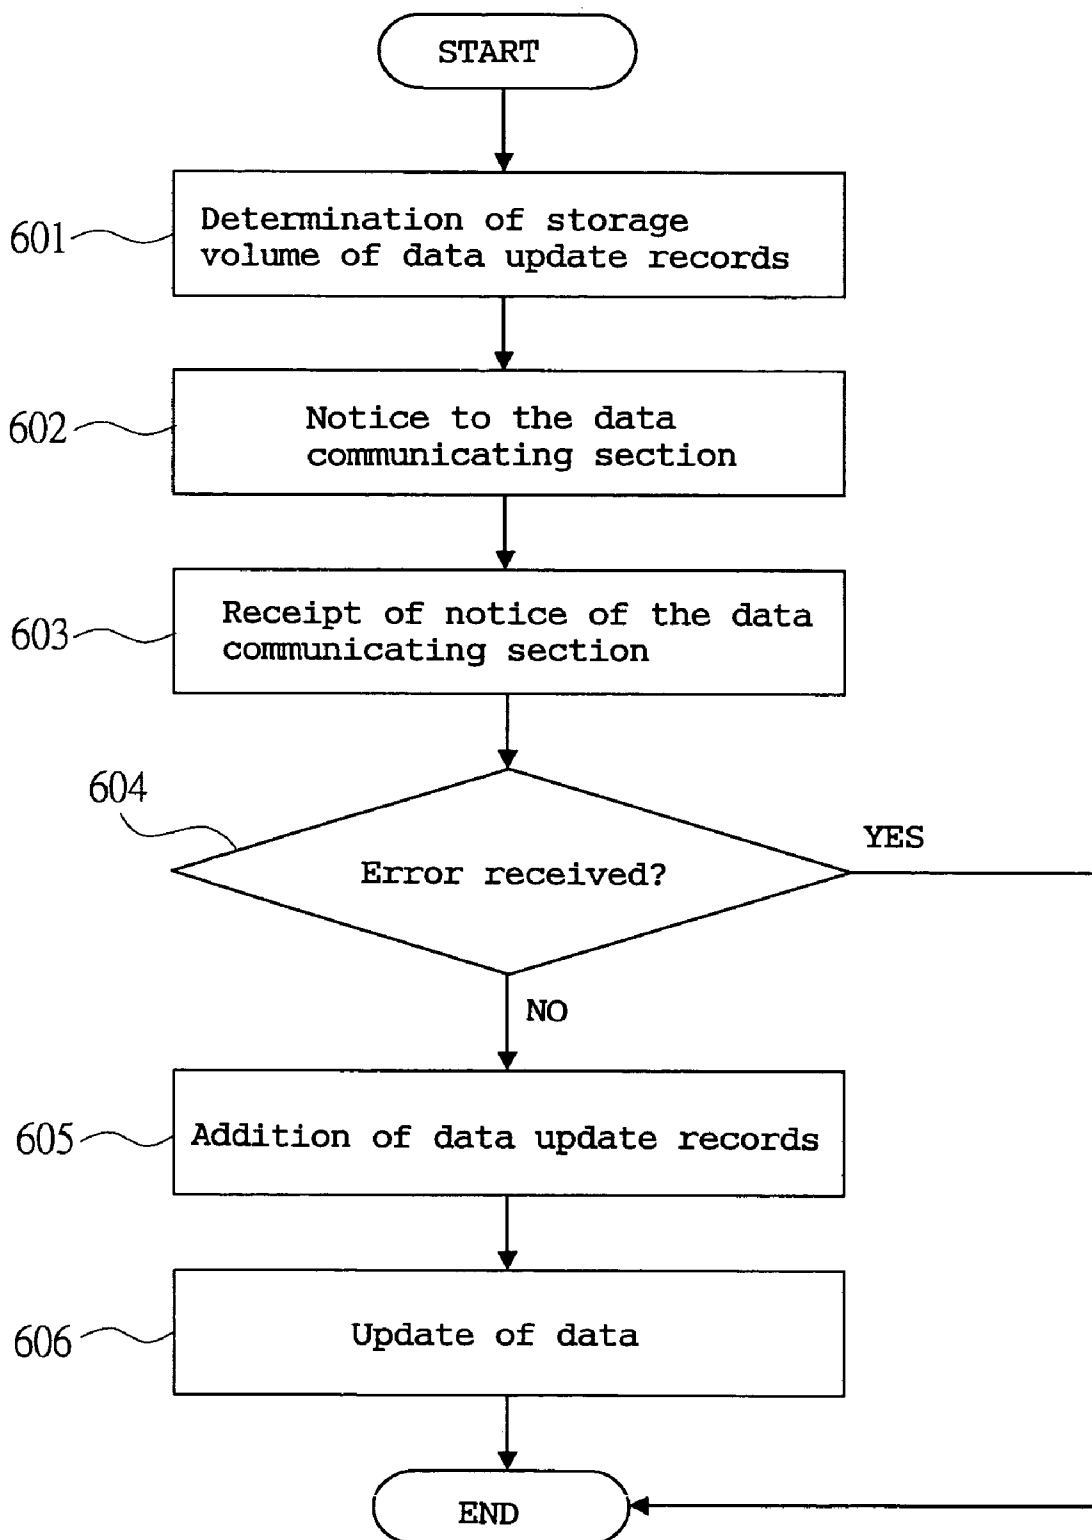 START
601
Determination of storage
volume of data update records
602
Notice to the data
communicating section
603
Receipt of notice of the data
communicating section
604
Error received?
YES
NO
605
Addition of data update records
606
Update of data
END